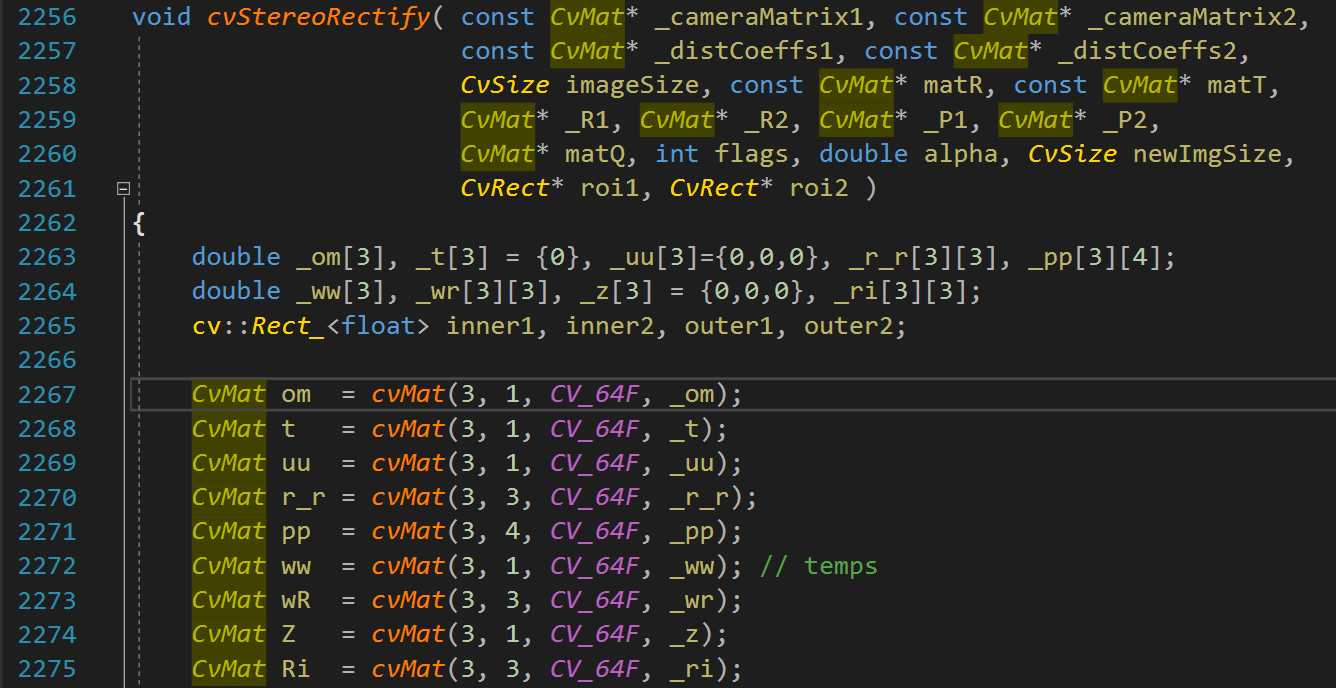 2256 void cvStereoRectify( const CvMat* _cameraMatrix1, const CvMat* _cameraMatrix2,
2257 const CvMat* _distCoeffs1, const CvMat* _distCoeffs2,
2258 CvSize imageSize, const CvMat* matR, const CvMat* matT,
2259 CvMat* _R1, CvMat* _R2, CvMat* _P1, CvMat* _P2,
2260 CvMat* matQ, int flags, double alpha, CvSize newImgSize,
2261 CvRect* roi1, CvRect* roi2 )
2262 {
2263 double _om[3], _t[3] = {0}, _uu[3]={0,0,0}, _r_r[3][3], _pp[3][4];
2264 double _ww[3], _wr[3][3], _z[3] = {0,0,0}, _ri[3][3];
2265 cv::Rect_<float> inner1, inner2, outer1, outer2;
2266
2267 CvMat om  = cvMat(3, 1, CV_64F, _om);
2268 CvMat t   = cvMat(3, 1, CV_64F, _t);
2269 CvMat uu  = cvMat(3, 1, CV_64F, _uu);
2270 CvMat r_r = cvMat(3, 3, CV_64F, _r_r);
2271 CvMat pp  = cvMat(3, 4, CV_64F, _pp);
2272 CvMat ww  = cvMat(3, 1, CV_64F, _ww); // temps
2273 CvMat wR  = cvMat(3, 3, CV_64F, _wr);
2274 CvMat Z   = cvMat(3, 1, CV_64F, _z);
2275 CvMat Ri  = cvMat(3, 3, CV_64F, _ri);